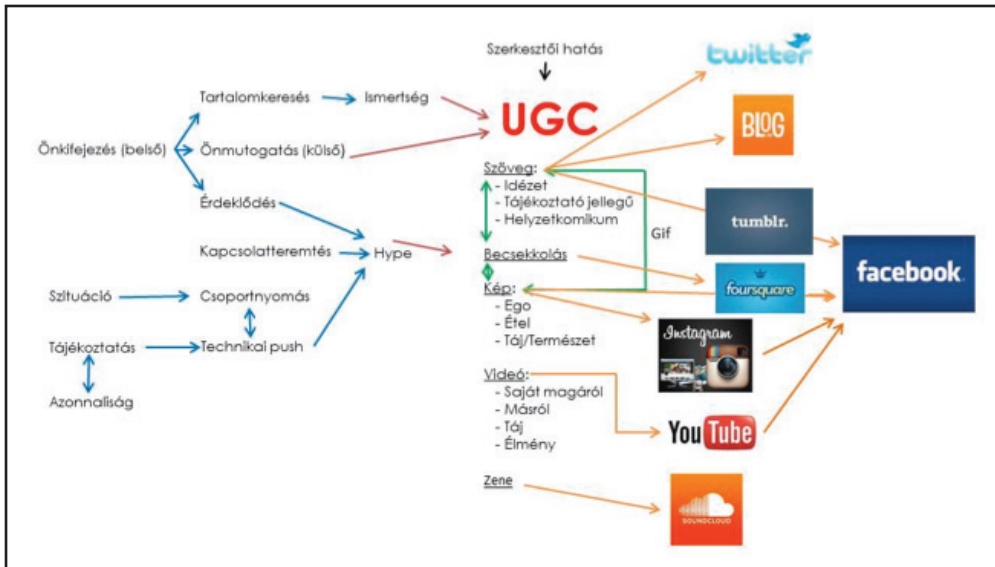 Szerkesztői hatás
twitter
Tartalomkeresés
Ismertség
UGC
BLOG
Önkifejezés (belső)
Önmutogatás (külső)
Szöveg:
- Idézet
- Tájékoztató jellegű
- Helyzetkomikum
Érdeklődés
tumblr.
Gif
Kapcsolatteremtés
Hype
Becsekkolás
foursquare
facebook
Szituáció
Csoportnyomás
Kép:
- Ego
- Étel
- Táj/Természet
Instagram
Tájékoztatás
Technikai push
Azonnaliság
Videó:
- Saját magáról
- Másról
- Táj
- Élmény
YouTube
Zene
SOUNDCLOUD